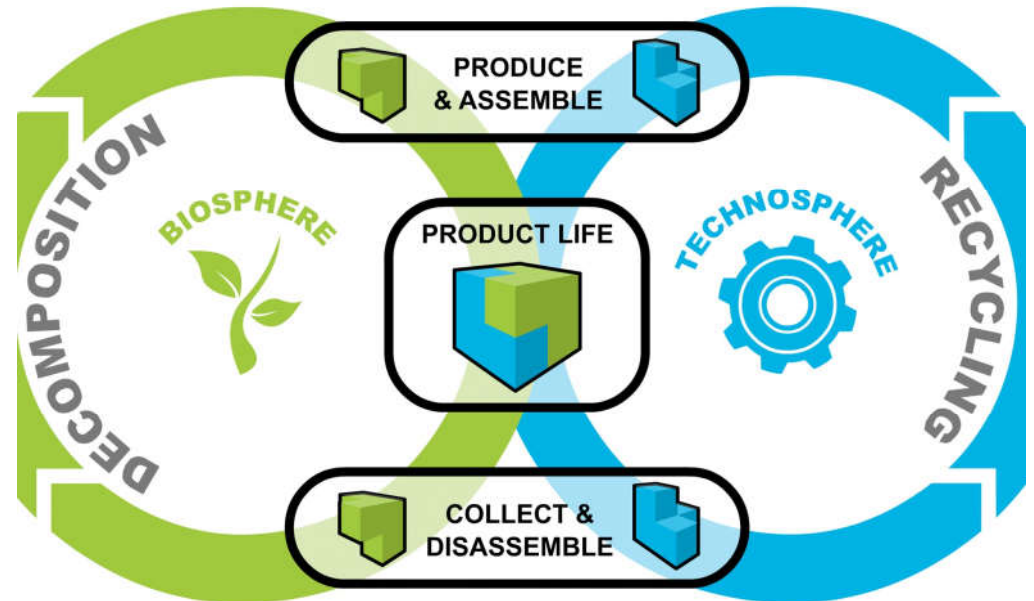 PRODUCE
& ASSEMBLE
DECOMPOSITION
BIOSPHERE
PRODUCT LIFE
TECHNOSPHERE
RECYCLING
COLLECT &
DISASSEMBLE